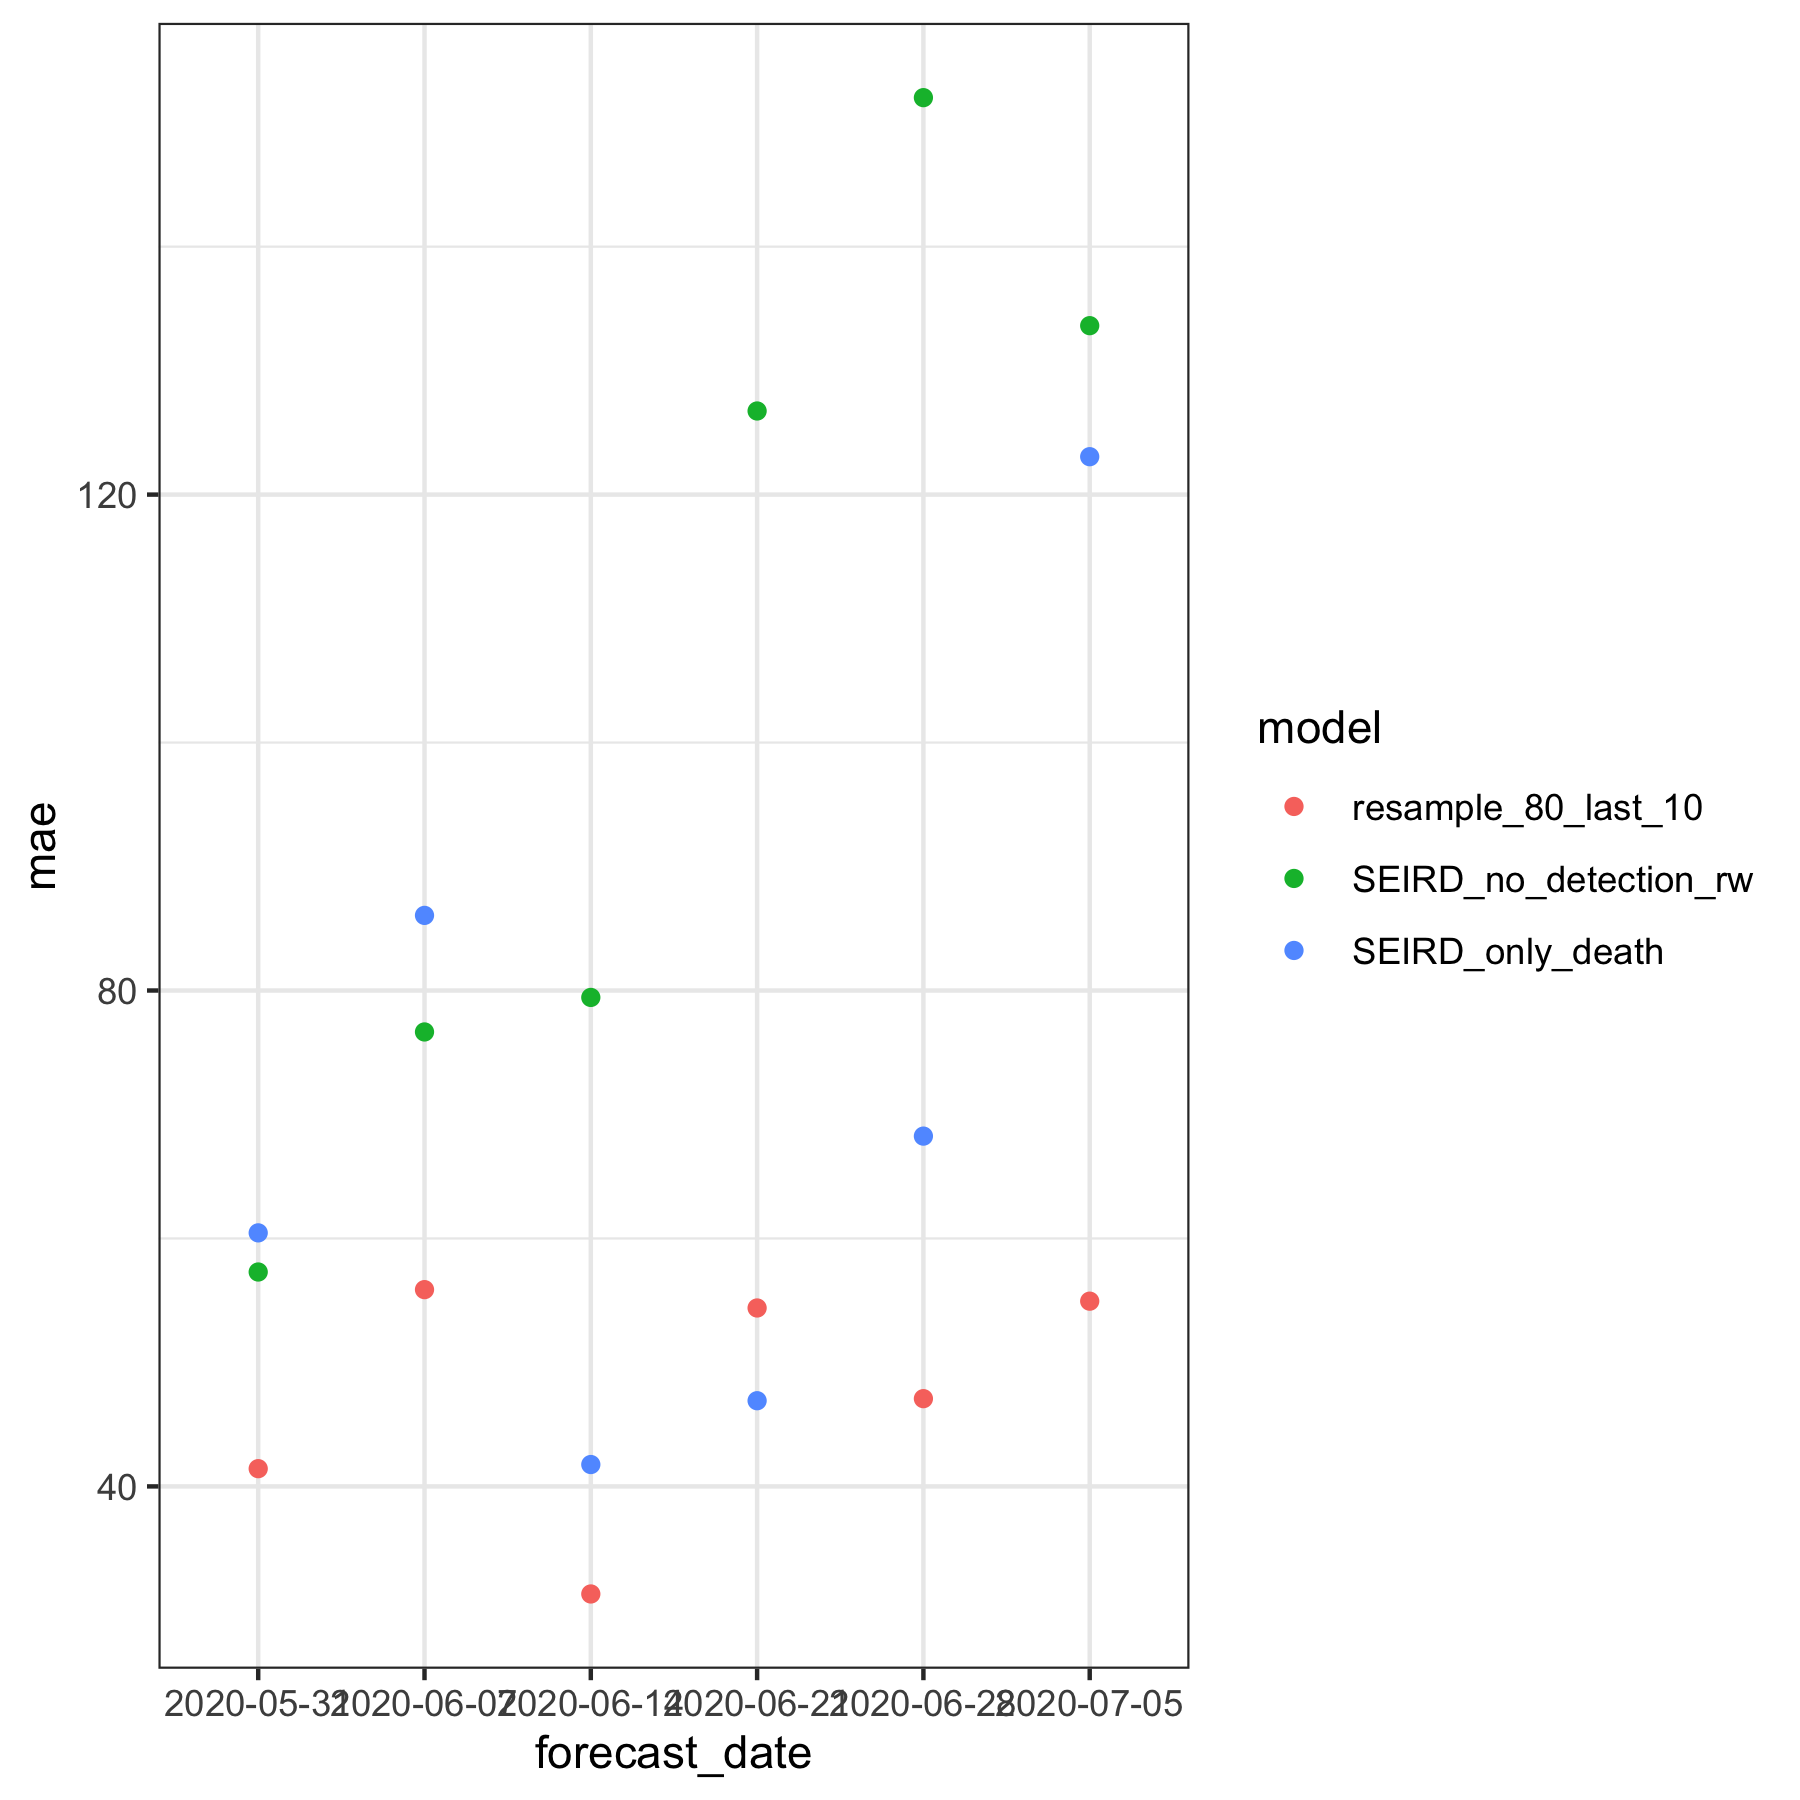 mae
120
80
40
2020-05-31 2020-06-07 2020-06-14 2020-06-21 2020-06-28 2020-07-05
forecast_date
model
resample_80_last_10
SEIRD_no_detection_rw
SEIRD_only_death